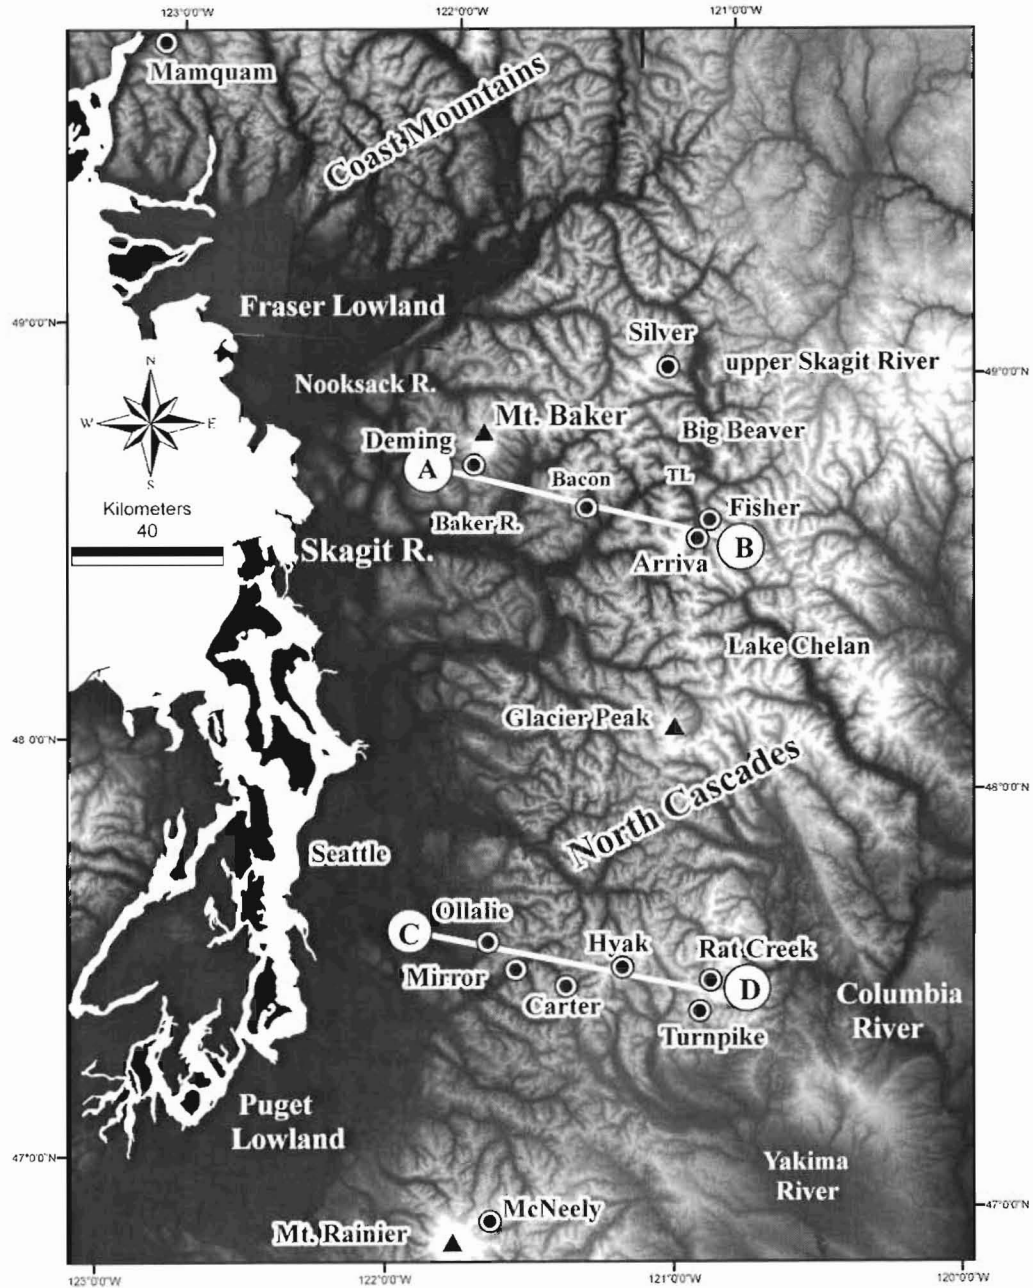 123°0'0"W
122°0'0"W
121°0'0"W
Mamquam
Coast Mountains
Fraser Lowland
49°0'0"N
Silver
upper Skagit River
49°0'0"N
Nooksack R.
N
W
E
S
Mt. Baker
Big Beaver
Deming
A
Bacon
TL
Kilometers
40
Baker R.
Fisher
Skagit R.
B
Arriva
Lake Chelan
Glacier Peak
48°0'0"N
North Cascades
48°0'0"N
Seattle
Ollalie
C
Hyak
Rat Creek
Mirror
Carter
D
Columbia
River
Turnpike
Puget
Lowland
47°0'0"N
Yakima
River
McNeely
47°0'0"N
Mt. Rainier
123°0'0"W
122°0'0"W
121°0'0"W
120°0'0"W